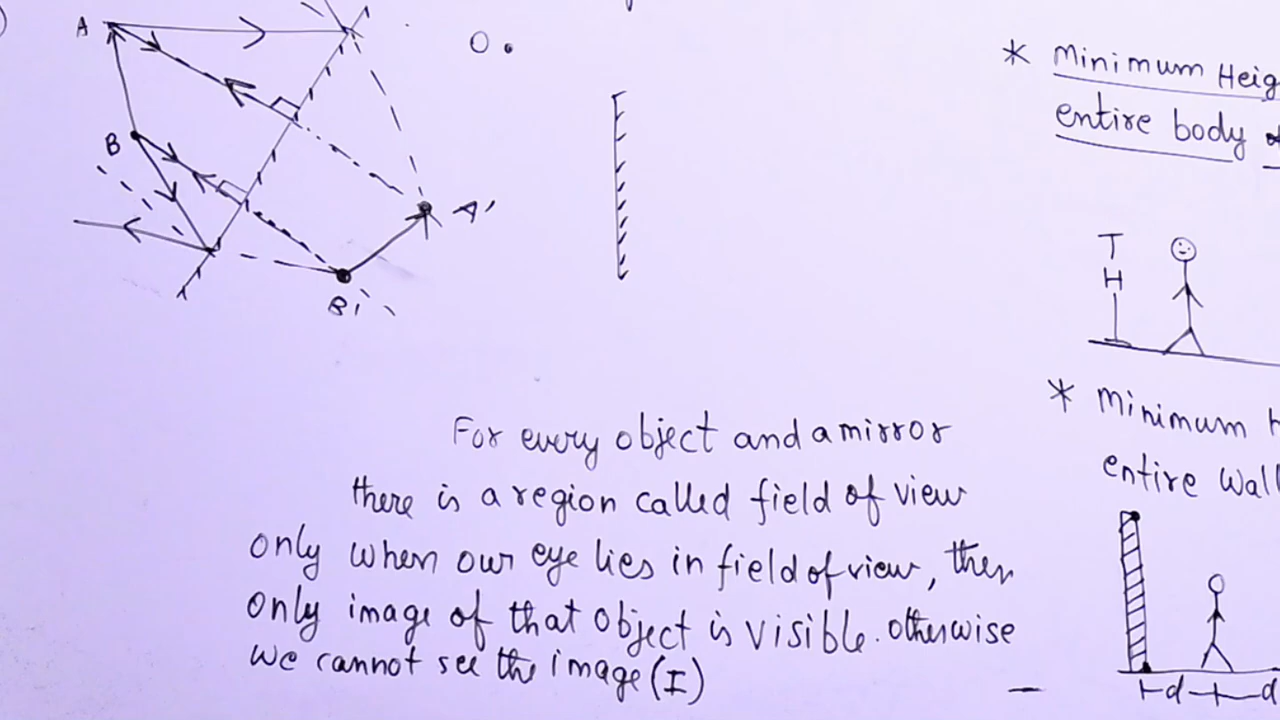 A
B
A'
B'
O
For every object and a mirror
there is a region called field of view
only when our eye lies in field of view, then
only image of that object is visible. otherwise
we cannot see the image (I)
* Minimum Heig
entire body
T
H
* Minimum
entire Wall
d
d